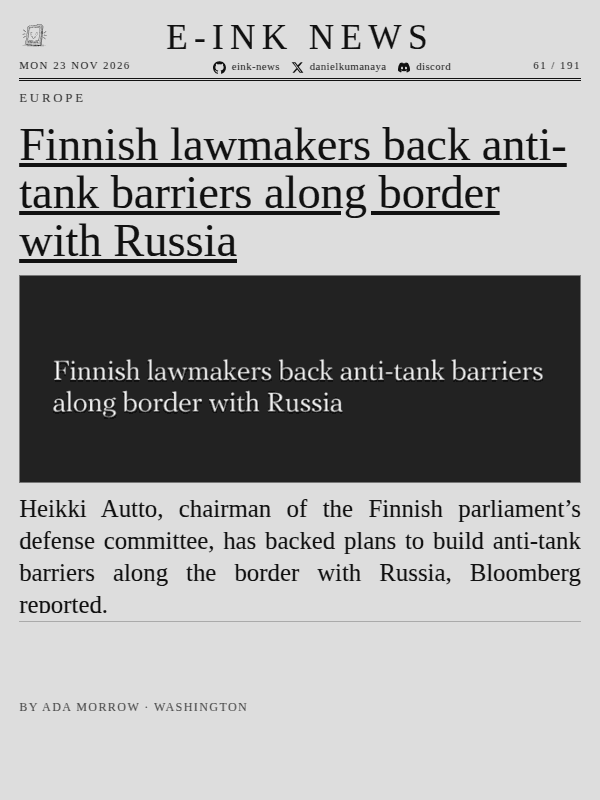 E-INK NEWS
MON 23 NOV 2026
eink-news
danielkumanaya
discord
61 / 191
EUROPE
Finnish lawmakers back anti-
tank barriers along border
with Russia
Finnish lawmakers back anti-tank barriers
along border with Russia
Heikki Autto, chairman of the Finnish parliament’s
defense committee, has backed plans to build anti-tank
barriers along the border with Russia, Bloomberg
reported.
BY ADA MORROW · WASHINGTON